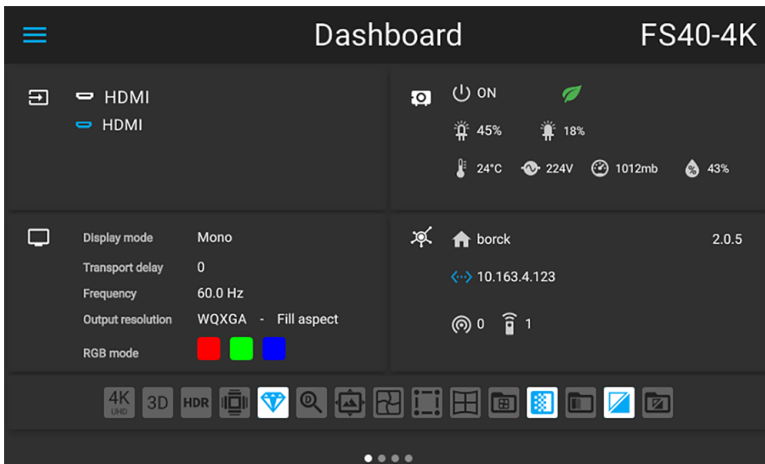 Dashboard FS40-4K
HDMI
HDMI
ON
45% 18%
24°C 224V 1012mb % 43%
Display mode Mono
Transport delay 0
Frequency 60.0 Hz
Output resolution WQXGA - Fill aspect
RGB mode
borck 2.0.5
10.163.4.123
0 1
4K UHD 3D HDR D